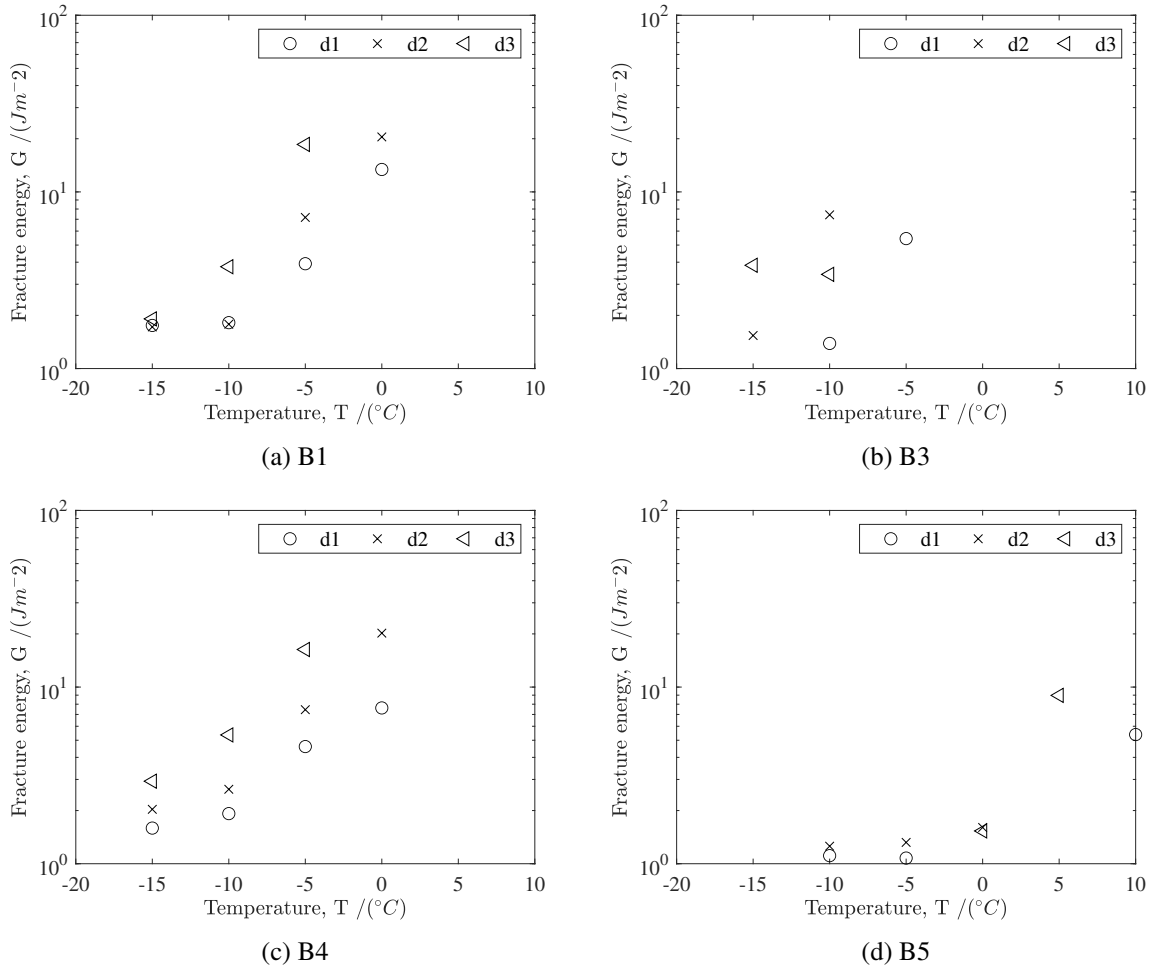 10^2
d1 d2 d3
Fracture energy, G /(Jm^-2)
10^1
10^0
-20 -15 -10 -5 0 5 10
Temperature, T /(°C)
(a) B1
10^2
d1 d2 d3
Fracture energy, G /(Jm^-2)
10^1
10^0
-20 -15 -10 -5 0 5 10
Temperature, T /(°C)
(b) B3
10^2
d1 d2 d3
Fracture energy, G /(Jm^-2)
10^1
10^0
-20 -15 -10 -5 0 5 10
Temperature, T /(°C)
(c) B4
10^2
d1 d2 d3
Fracture energy, G /(Jm^-2)
10^1
10^0
-20 -15 -10 -5 0 5 10
Temperature, T /(°C)
(d) B5